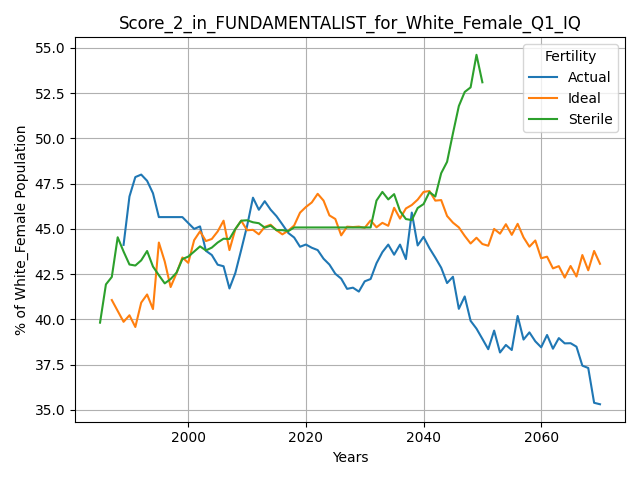 Score_2_in_FUNDAMENTALIST_for_White_Female_Q1_IQ
Fertility
Actual
Ideal
Sterile
% of White_Female Population
55.0
52.5
50.0
47.5
45.0
42.5
40.0
37.5
35.0
2000 2020 2040 2060
Years